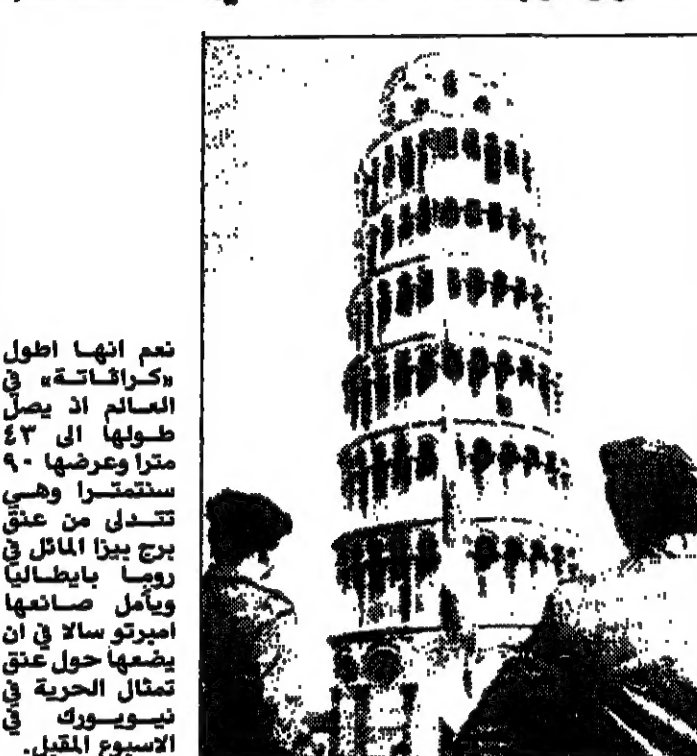 نعم انها اطول
«كرافاتة» في
العالم اذ يصل
طولها الى ٤٣
مترا وعرضها ٩٠
سنتمترا وهي
تتدلى من عنق
برج بيزا المائل في
روما بايطاليا
ويأمل صانعها
امبرتو سالا في ان
يضعها حول عنق
تمثال الحرية في
نيويورك في
الاسبوع المقبل.